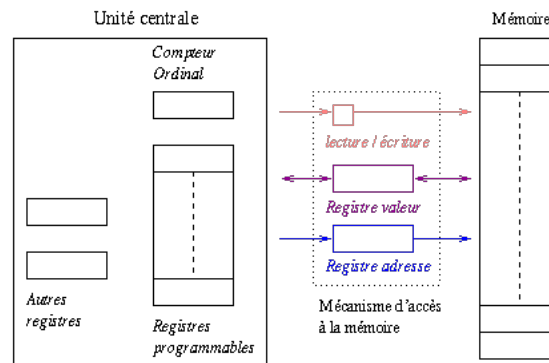 Unité centrale
Mémoire
Compteur
Ordinal
lecture / écriture
Registre valeur
Registre adresse
Autres
registres
Registres
programmables
Mécanisme d'accès
à la mémoire